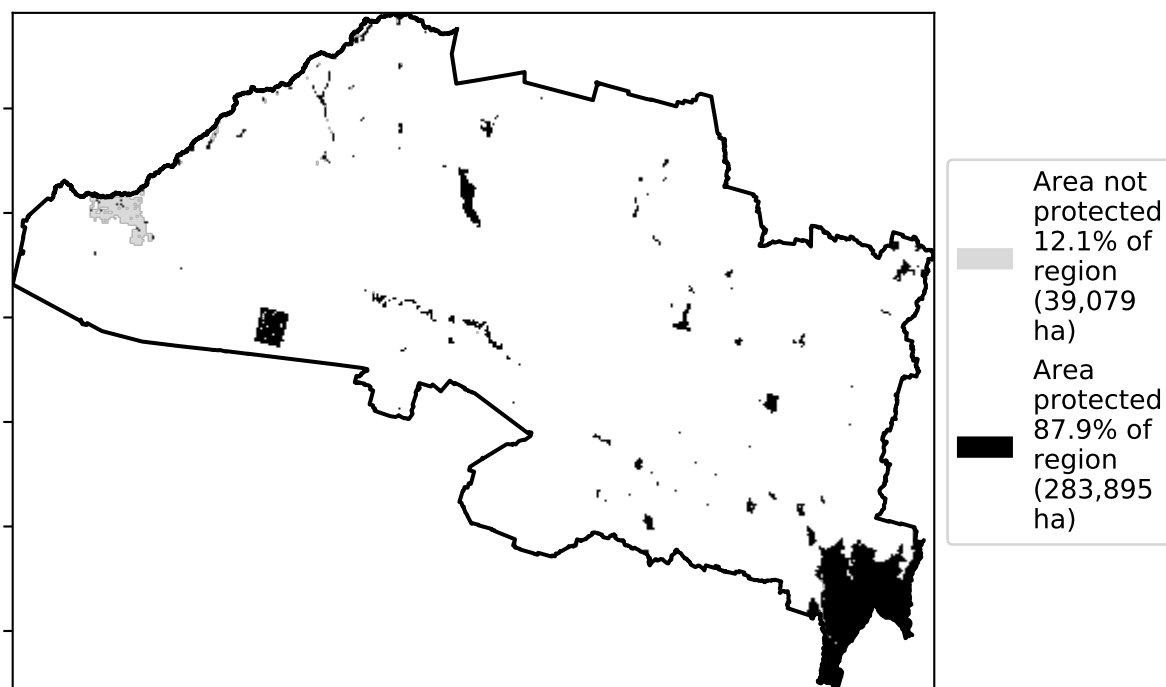 Area not
protected
12.1% of
region
(39,079
ha)
Area
protected
87.9% of
region
(283,895
ha)